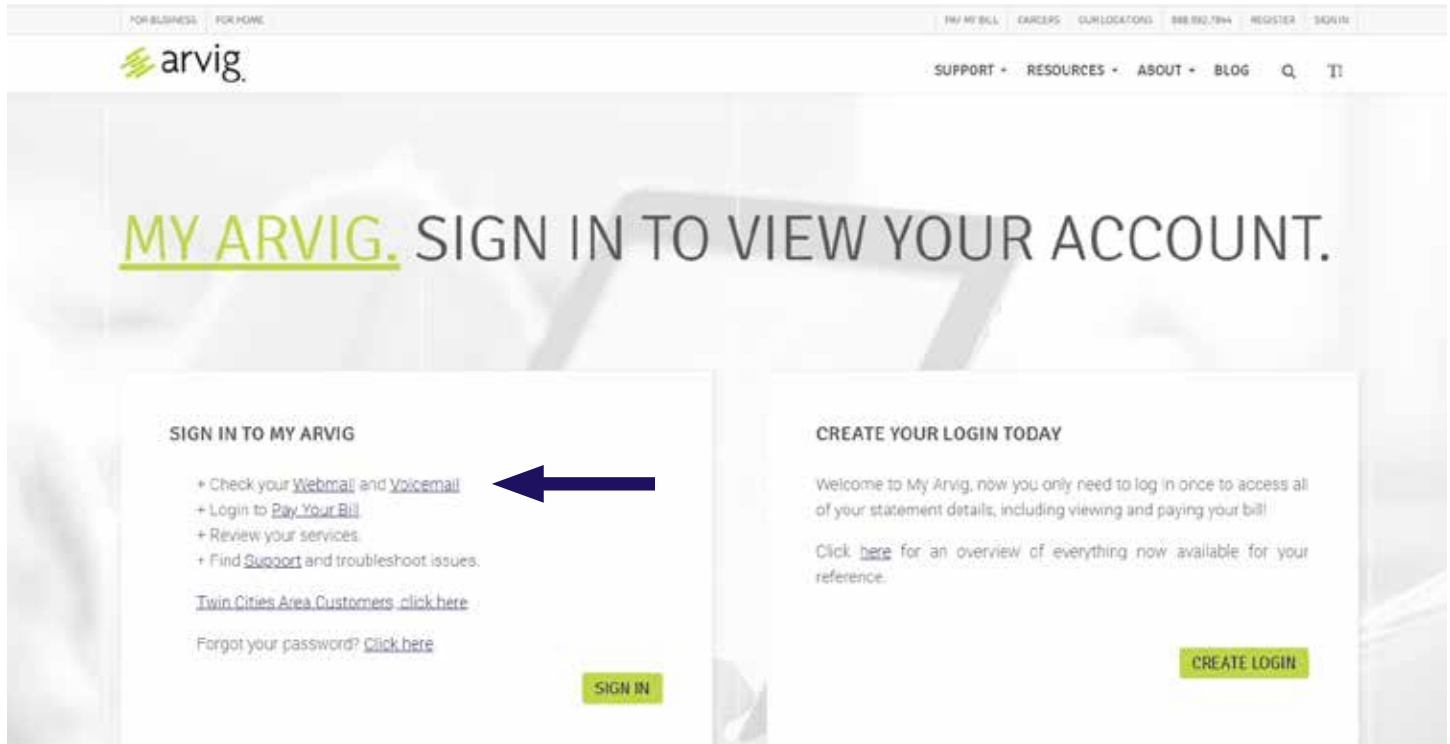 FOR BUSINESS FOR HOME PAY MY BILL CAREERS OUR LOCATIONS 888.992.7844 REGISTER SIGN IN
arvig
SUPPORT RESOURCES ABOUT BLOG
MY ARVIG. SIGN IN TO VIEW YOUR ACCOUNT.
SIGN IN TO MY ARVIG
+ Check your Webmail and Voicemail
+ Login to Pay Your Bill
+ Review your services.
+ Find Support and troubleshoot issues.
Twin Cities Area Customers, click here
Forgot your password? Click here
SIGN IN
CREATE YOUR LOGIN TODAY
Welcome to My Arvig, now you only need to log in once to access all
of your statement details, including viewing and paying your bill!
Click here for an overview of everything now available for your
reference.
CREATE LOGIN